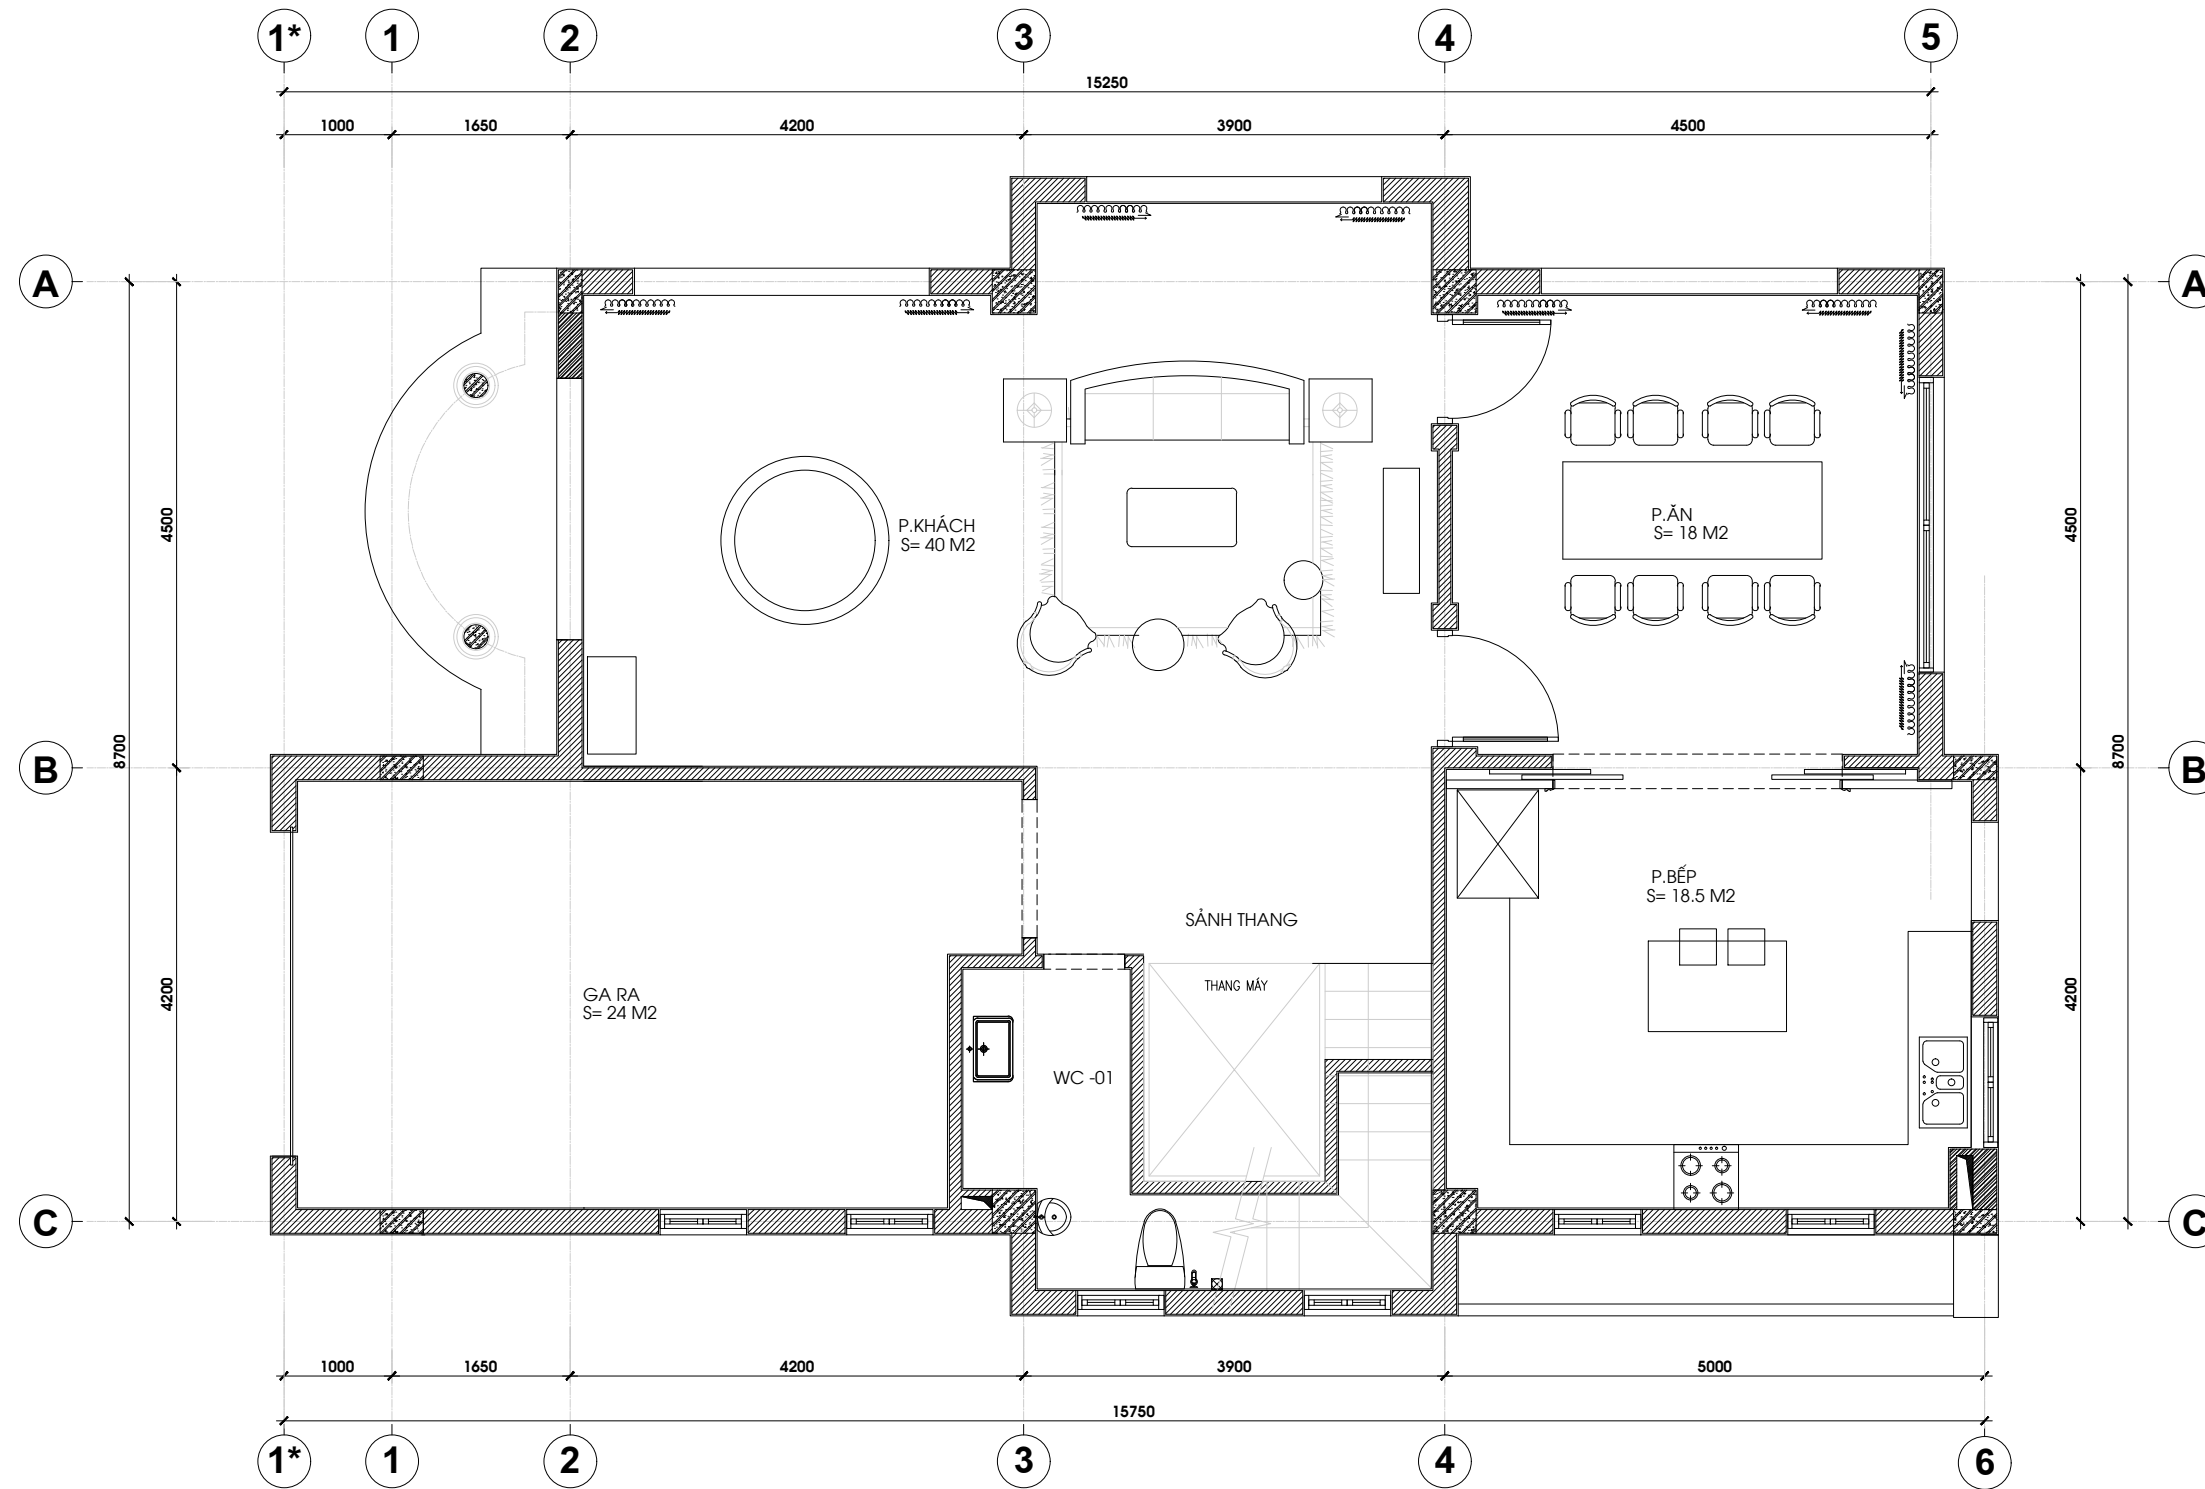 1*
1
2
3
4
5
15250
1000
1650
4200
3900
4500
A
A
4500
8700
4500
8700
P.KHÁCH
S= 40 M2
P.ĂN
S= 18 M2
B
B
P.BẾP
S= 18.5 M2
SẢNH THANG
THANG MÁY
GA RA
S= 24 M2
4200
4200
WC -01
C
C
1000
1650
4200
3900
5000
15750
1*
1
2
3
4
6